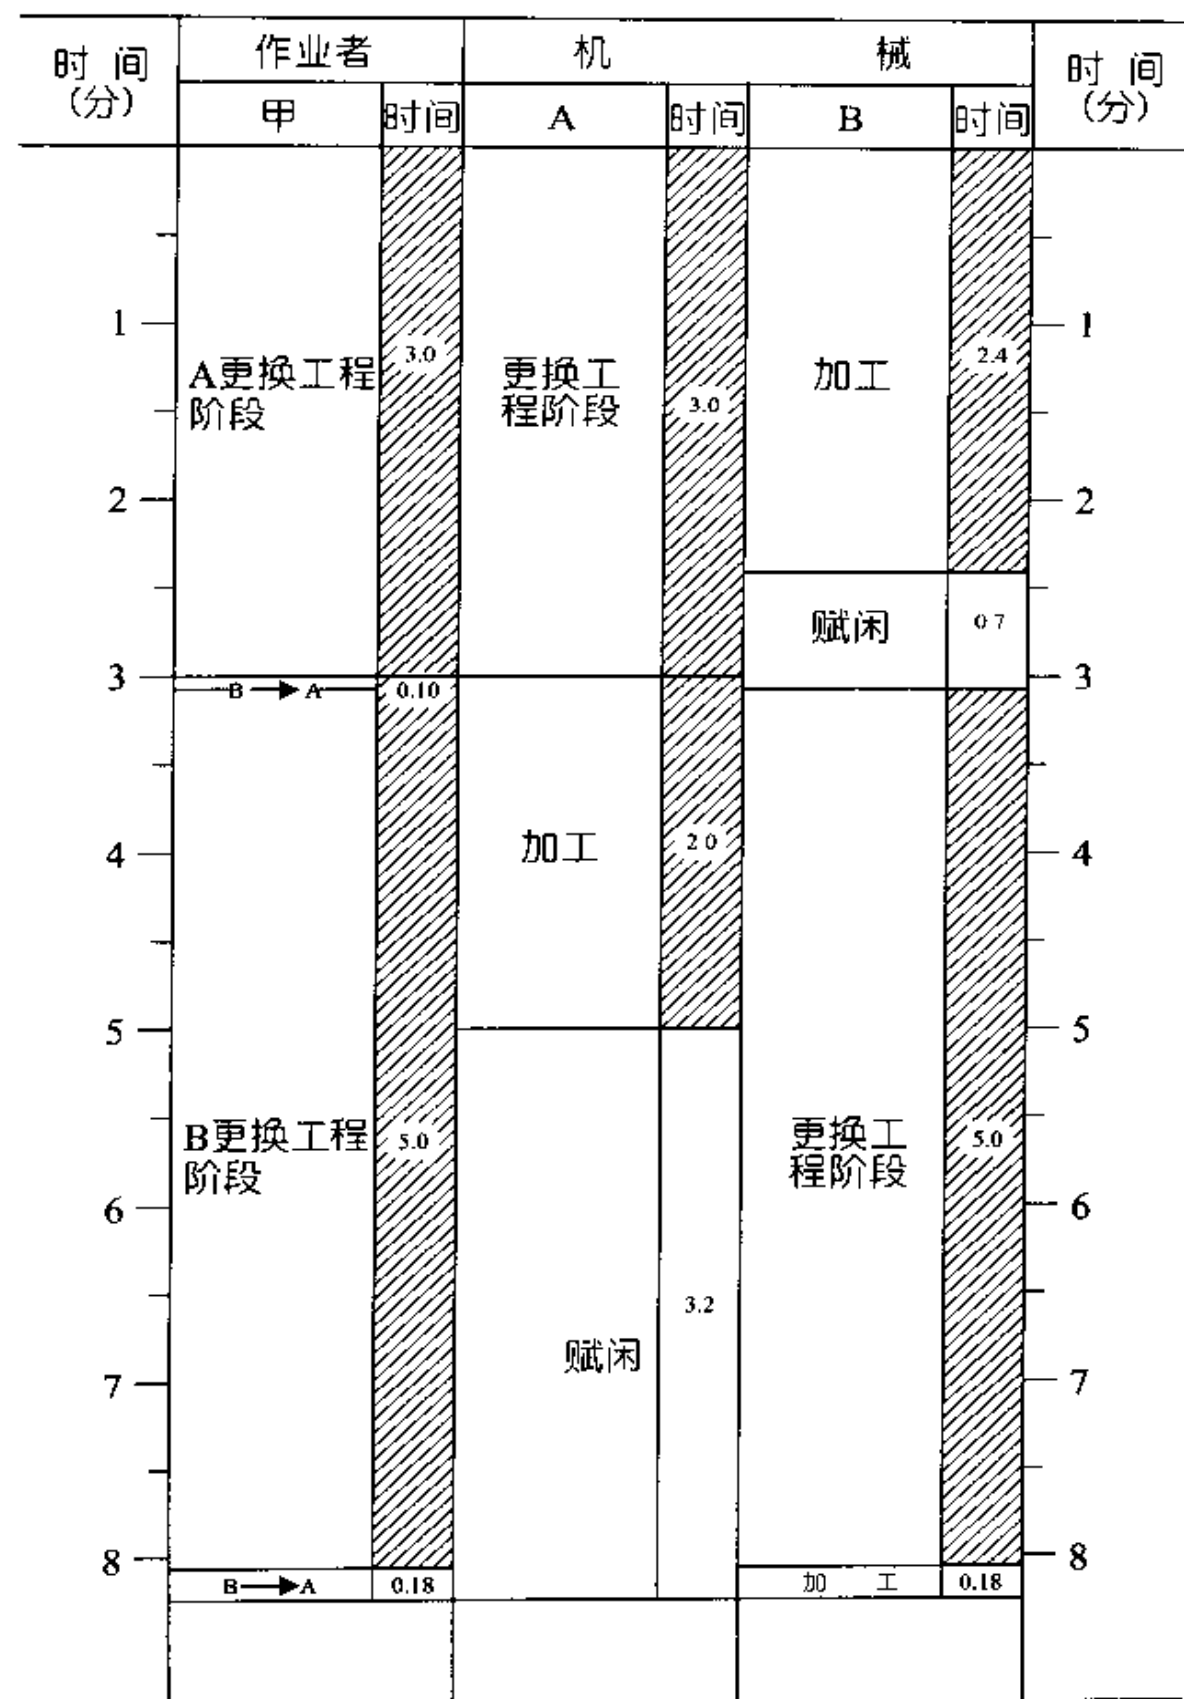 时 间
(分)
作业者
机 械
时 间
(分)
甲
时间
A
时间
B
时间
1
A更换工程
阶段
3.0
更换工
程阶段
3.0
加工
2.4
1
2
2
赋闲
0 7
3
B → A
0.10
3
4
加工
2 0
4
5
5
B更换工程
阶段
5.0
更换工
程阶段
5.0
6
6
3.2
赋闲
7
7
8
8
B → A
0.18
加 工
0.18